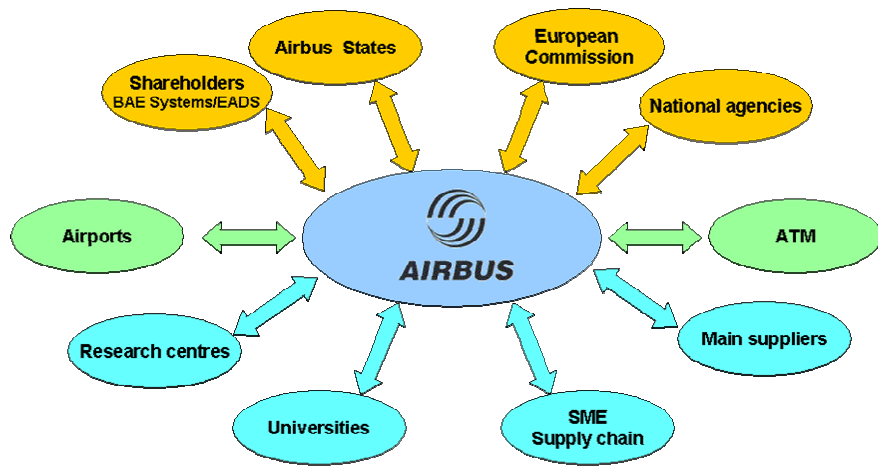 Airbus States
European
Commission
Shareholders
BAE Systems/EADS
National agencies
Airports
AIRBUS
ATM
Research centres
Main suppliers
Universities
SME
Supply chain